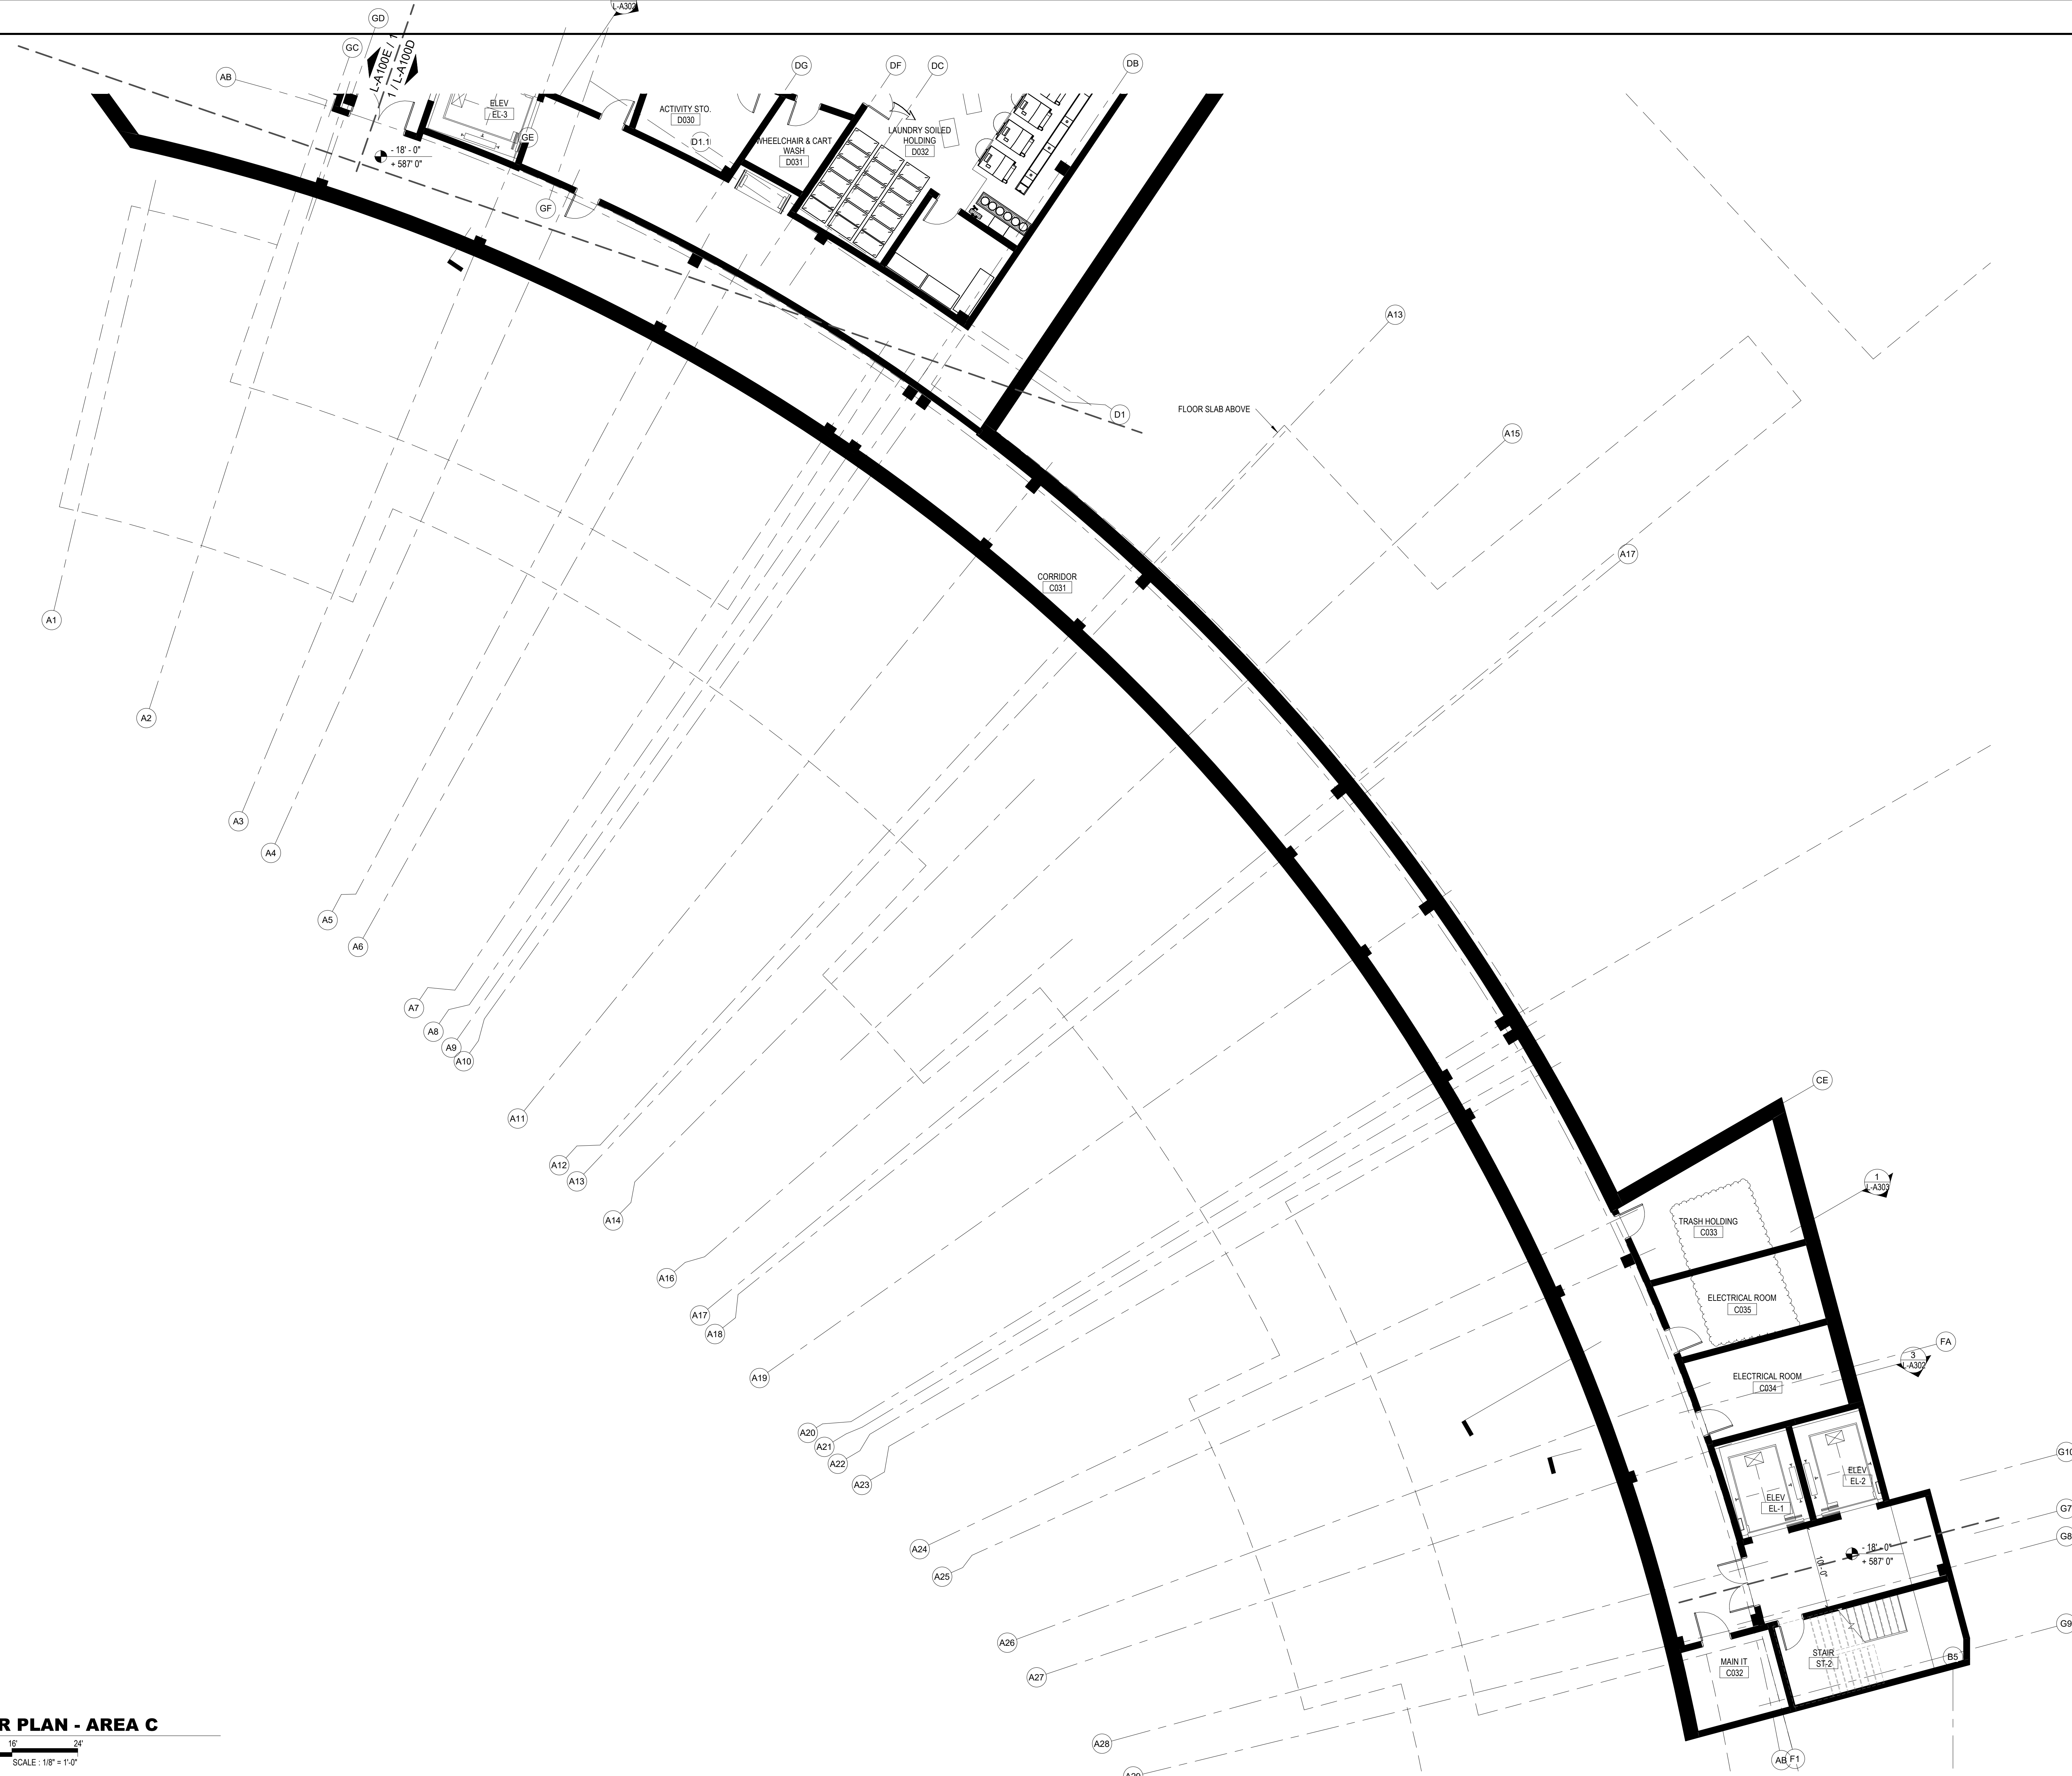 L-A302
GD
GC
AB
L-A100E / 1
1 / L-A100D
DG
DF
DC
DB
ELEV
EL-3
GE
- 18' - 0"
+ 587' 0"
GF
ACTIVITY STO.
D030
D1.1
WHEELCHAIR & CART
WASH
D031
LAUNDRY SOILED
HOLDING
D032
A13
D1
FLOOR SLAB ABOVE
A15
A17
CORRIDOR
C031
A1
A2
A3
A4
A5
A6
A7
A8
A9
A10
A11
A12
A13
A14
A16
A17
A18
A19
A20
A21
A22
A23
A24
A25
A26
A27
A28
A29
CE
1
L-A303
TRASH HOLDING
C033
ELECTRICAL ROOM
C035
FA
3
L-A302
ELECTRICAL ROOM
C034
ELEV
EL-2
ELEV
EL-1
G10
G7
G8
G9
- 18' - 0"
+ 587' 0"
10' - 0"
MAIN IT
C032
STAIR
ST-2
B5
AB
F1
R PLAN - AREA C
16'
24'
SCALE : 1/8" = 1'-0"